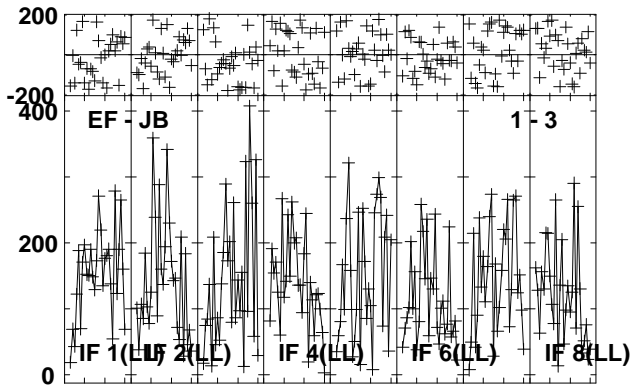 200
-200
400
EF - JB 1 - 3
200
IF 1(LL) IF 2(LL) IF 4(LL) IF 6(LL) IF 8(LL)
0